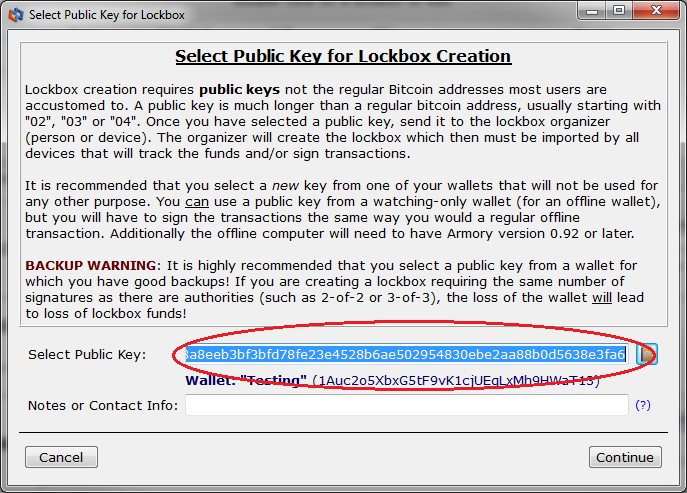 Select Public Key for Lockbox
Select Public Key for Lockbox Creation
Lockbox creation requires public keys not the regular Bitcoin addresses most users are
accustomed to. A public key is much longer than a regular bitcoin address, usually starting with
"02", "03" or "04". Once you have selected a public key, send it to the lockbox organizer
(person or device). The organizer will create the lockbox which then must be imported by all
devices that will track the funds and/or sign transactions.
It is recommended that you select a new key from one of your wallets that will not be used for
any other purpose. You can use a public key from a watching-only wallet (for an offline wallet),
but you will have to sign the transactions the same way you would a regular offline
transaction. Additionally the offline computer will need to have Armory version 0.92 or later.
BACKUP WARNING: It is highly recommended that you select a public key from a wallet for
which you have good backups! If you are creating a lockbox requiring the same number of
signatures as there are authorities (such as 2-of-2 or 3-of-3), the loss of the wallet will lead
to loss of lockbox funds!
Select Public Key: 3a8eeb3bf3bfd78fe23e4528b6ae502954830ebe2aa88b0d5638e3fa6
Wallet: "Testing"
Notes or Contact Info: (?)
Cancel Continue